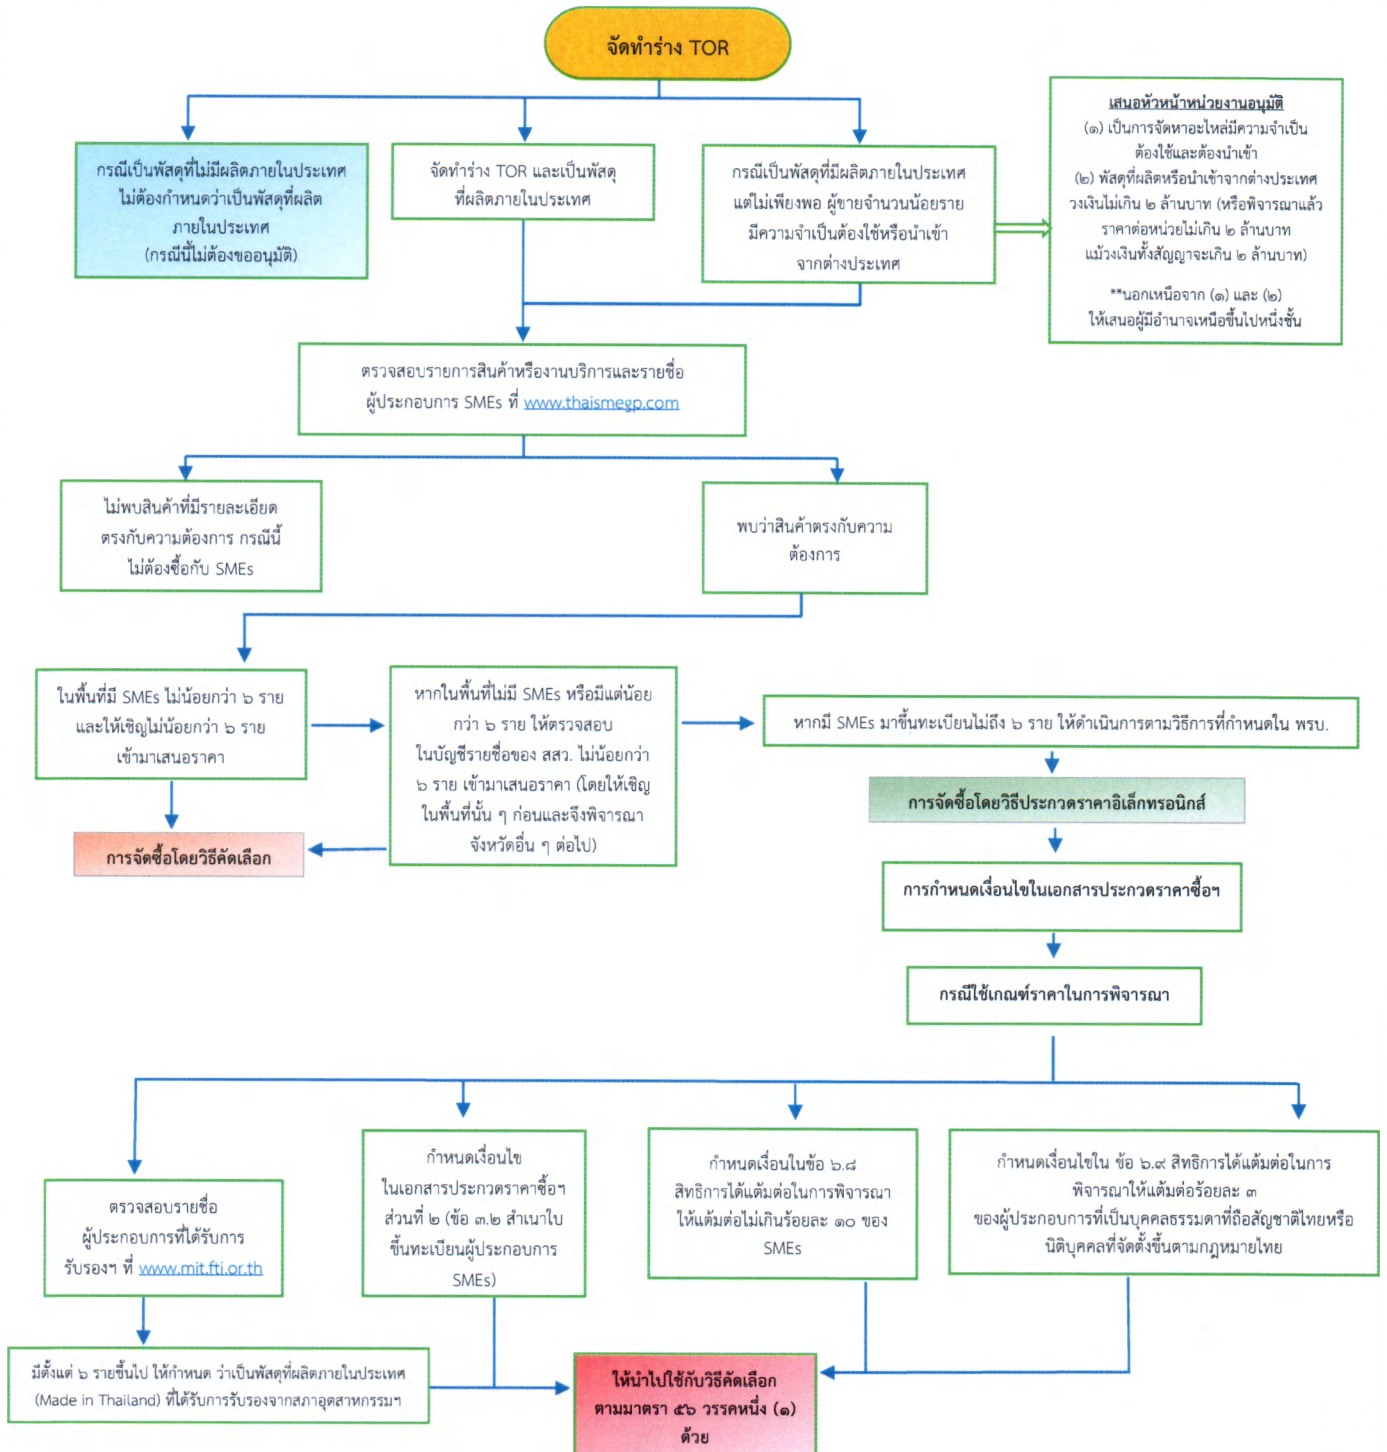 จัดทำร่าง TOR
กรณีเป็นพัสดุที่ไม่มีผลิตภายในประเทศ
ไม่ต้องกำหนดว่าเป็นพัสดุที่ผลิต
ภายในประเทศ
(กรณีนี้ไม่ต้องขออนุมัติ)
จัดทำร่าง TOR และเป็นพัสดุ
ที่ผลิตภายในประเทศ
กรณีเป็นพัสดุที่มีผลิตภายในประเทศ
แต่ไม่เพียงพอ ผู้ขายจำนวนน้อยราย
มีความจำเป็นต้องใช้หรือนำเข้า
จากต่างประเทศ
เสนอหัวหน้าหน่วยงานอนุมัติ
(๑) เป็นการจัดหาอะไหล่มีความจำเป็น
ต้องใช้และต้องนำเข้า
(๒) พัสดุที่ผลิตหรือนำเข้าจากต่างประเทศ
วงเงินไม่เกิน ๒ ล้านบาท (หรือพิจารณาแล้ว
ราคาต่อหน่วยไม่เกิน ๒ ล้านบาท
แม้วงเงินทั้งสัญญาจะเกิน ๒ ล้านบาท)
**นอกเหนือจาก (๑) และ (๒)
ให้เสนอผู้มีอำนาจเหนือขึ้นไปหนึ่งชั้น
ตรวจสอบรายการสินค้าหรืองานบริการและรายชื่อ
ผู้ประกอบการ SMEs ที่ www.thaismegp.com
ไม่พบสินค้าที่มีรายละเอียด
ตรงกับความต้องการ กรณีนี้
ไม่ต้องซื้อกับ SMEs
พบว่าสินค้าตรงกับความ
ต้องการ
ในพื้นที่มี SMEs ไม่น้อยกว่า ๖ ราย
และให้เชิญไม่น้อยกว่า ๖ ราย
เข้ามาเสนอราคา
หากในพื้นที่ไม่มี SMEs หรือมีแต่น้อย
กว่า ๖ ราย ให้ตรวจสอบ
ในบัญชีรายชื่อของ สสว. ไม่น้อยกว่า
๖ ราย เข้ามาเสนอราคา (โดยให้เชิญ
ในพื้นที่นั้น ๆ ก่อนและจึงพิจารณา
จังหวัดอื่น ๆ ต่อไป)
หากมี SMEs มาขึ้นทะเบียนไม่ถึง ๖ ราย ให้ดำเนินการตามวิธีการที่กำหนดใน พรบ.
การจัดซื้อโดยวิธีคัดเลือก
การจัดซื้อโดยวิธีประกวดราคาอิเล็กทรอนิกส์
การกำหนดเงื่อนไขในเอกสารประกวดราคาซื้อฯ
กรณีใช้เกณฑ์ราคาในการพิจารณา
ตรวจสอบรายชื่อ
ผู้ประกอบการที่ได้รับการ
รับรองฯ ที่ www.mit.fti.or.th
กำหนดเงื่อนไข
ในเอกสารประกวดราคาซื้อฯ
ส่วนที่ ๒ (ข้อ ๓.๒ สำเนาใบ
ขึ้นทะเบียนผู้ประกอบการ
SMEs)
กำหนดเงื่อนในข้อ ๖.๘
สิทธิการได้แต้มต่อในการพิจารณา
ให้แต้มต่อไม่เกินร้อยละ ๑๐ ของ
SMEs
กำหนดเงื่อนไขใน ข้อ ๖.๙ สิทธิการได้แต้มต่อในการ
พิจารณาให้แต้มต่อร้อยละ ๓
ของผู้ประกอบการที่เป็นบุคคลธรรมดาที่ถือสัญชาติไทยหรือ
นิติบุคคลที่จัดตั้งขึ้นตามกฎหมายไทย
มีตั้งแต่ ๖ รายขึ้นไป ให้กำหนด ว่าเป็นพัสดุที่ผลิตภายในประเทศ
(Made in Thailand) ที่ได้รับการรับรองจากสภาอุตสาหกรรมฯ
ให้นำไปใช้กับวิธีคัดเลือก
ตามมาตรา ๕๖ วรรคหนึ่ง (๑)
ด้วย